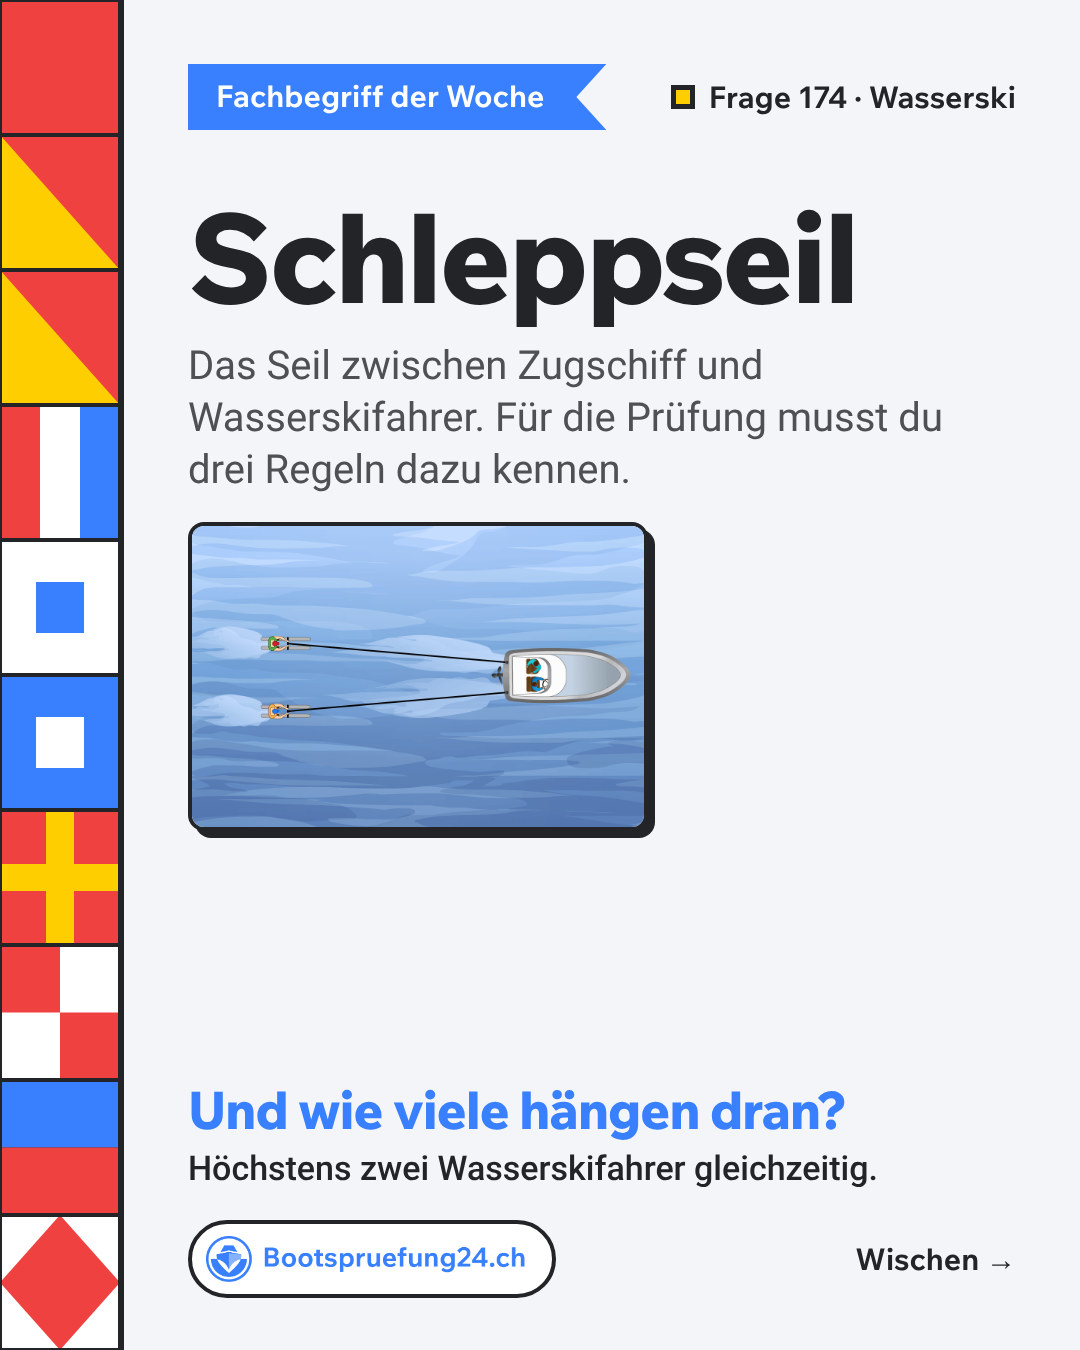 Fachbegriff der Woche
Frage 174 · Wasserski
Schleppseil
Das Seil zwischen Zugschiff und
Wasserskifahrer. Für die Prüfung musst du
drei Regeln dazu kennen.
Und wie viele hängen dran?
Höchstens zwei Wasserskifahrer gleichzeitig.
Bootspruefung24.ch
Wischen →